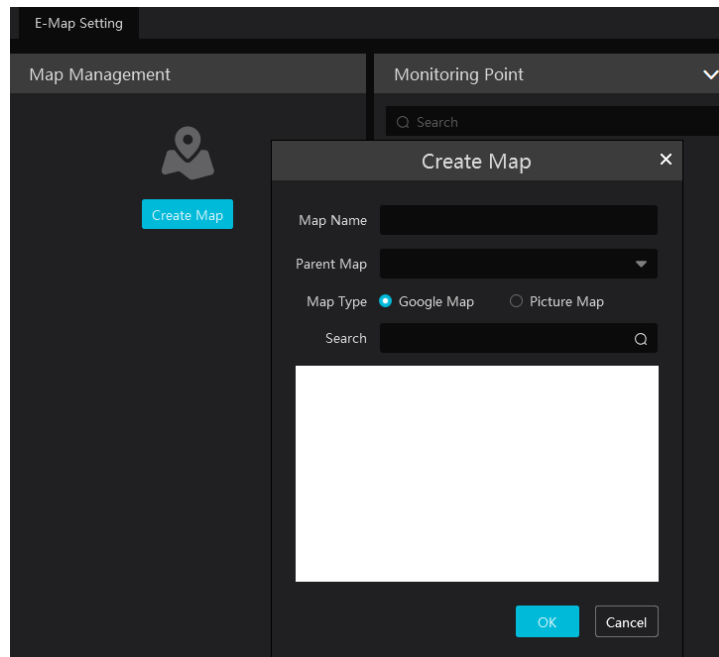 E-Map Setting
Map Management
Monitoring Point
Search
Create Map
Create Map
Map Name
Parent Map
Map Type Google Map Picture Map
Search
OK Cancel